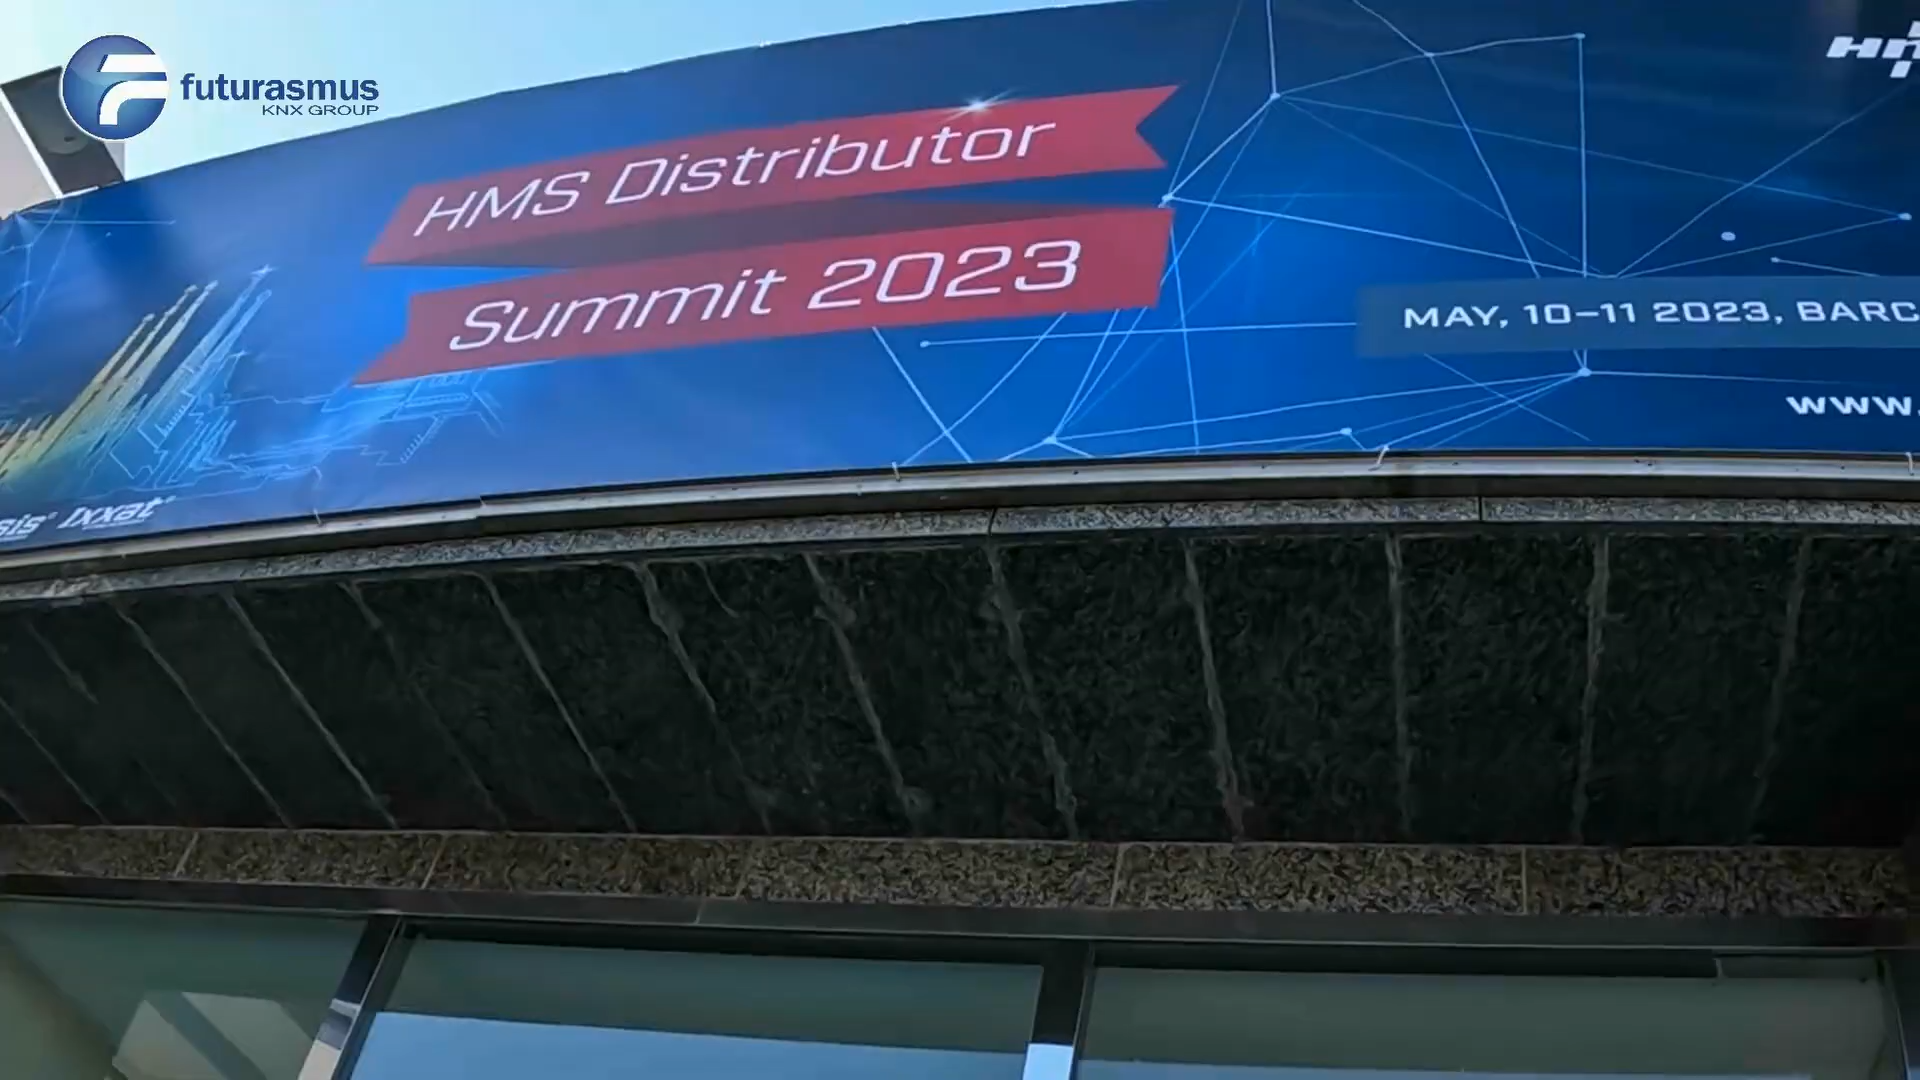 futurasmus
KNX GROUP
HMS Distributor
Summit 2023
MAY, 10-11 2023, BARC
www.
Ixxat®